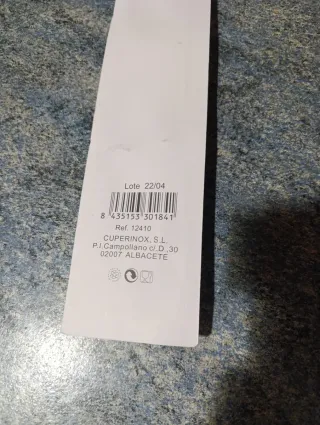 Lote 22/04
8 435153 301841
Ref. 12410
CUPERINOX, S.L
P.I.Campollano c/.D ,30
02007 ALBACETE